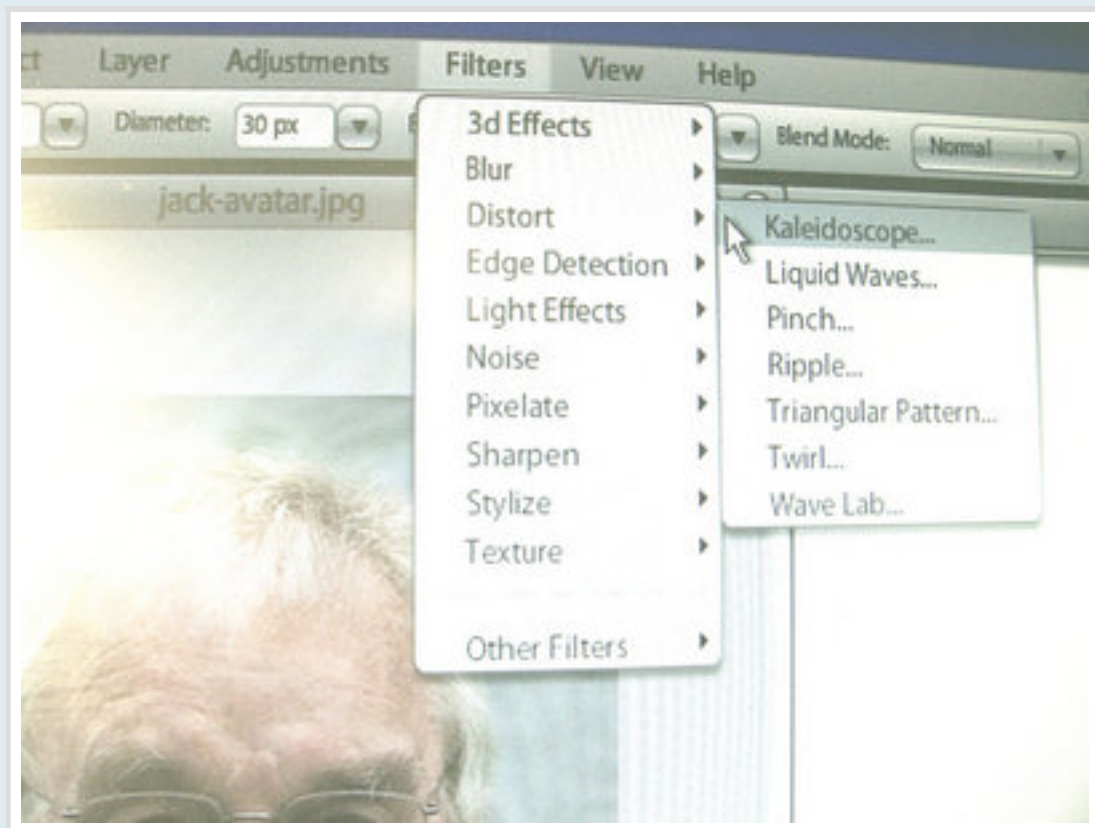 Layer Adjustments Filters View Help
Diameter: 30 px Blend Mode: Normal
jack-avatar.jpg
3d Effects
Blur
Distort
Edge Detection
Light Effects
Noise
Pixelate
Sharpen
Stylize
Texture
Other Filters
Kaleidoscope...
Liquid Waves...
Pinch...
Ripple...
Triangular Pattern...
Twirl...
Wave Lab...